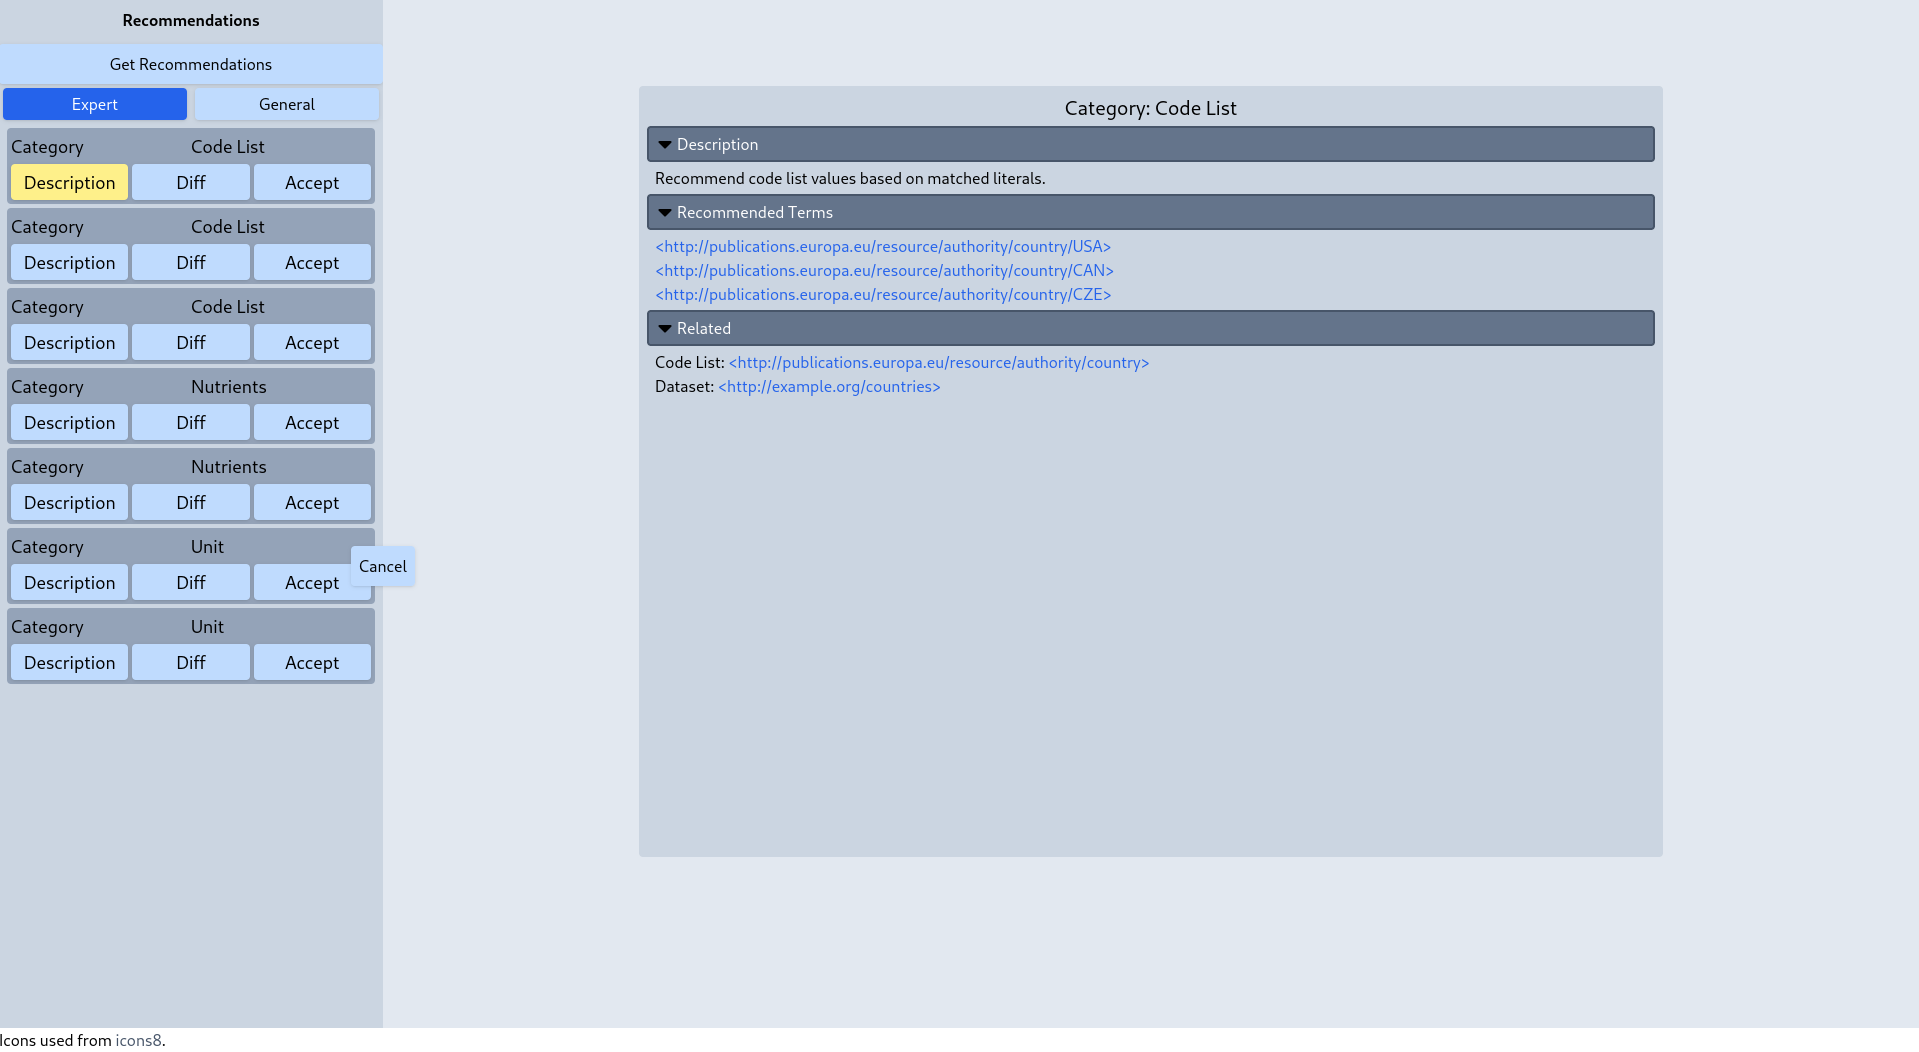 Recommendations
Get Recommendations
Expert General
Category Code List
Description Diff Accept
Category Code List
Description Diff Accept
Category Code List
Description Diff Accept
Category Nutrients
Description Diff Accept
Category Nutrients
Description Diff Accept
Category Unit
Description Diff Accept
Cancel
Category Unit
Description Diff Accept
Category: Code List
Description
Recommend code list values based on matched literals.
Recommended Terms
<http://publications.europa.eu/resource/authority/country/USA>
<http://publications.europa.eu/resource/authority/country/CAN>
<http://publications.europa.eu/resource/authority/country/CZE>
Related
Code List: <http://publications.europa.eu/resource/authority/country>
Dataset: <http://example.org/countries>
Icons used from icons8.